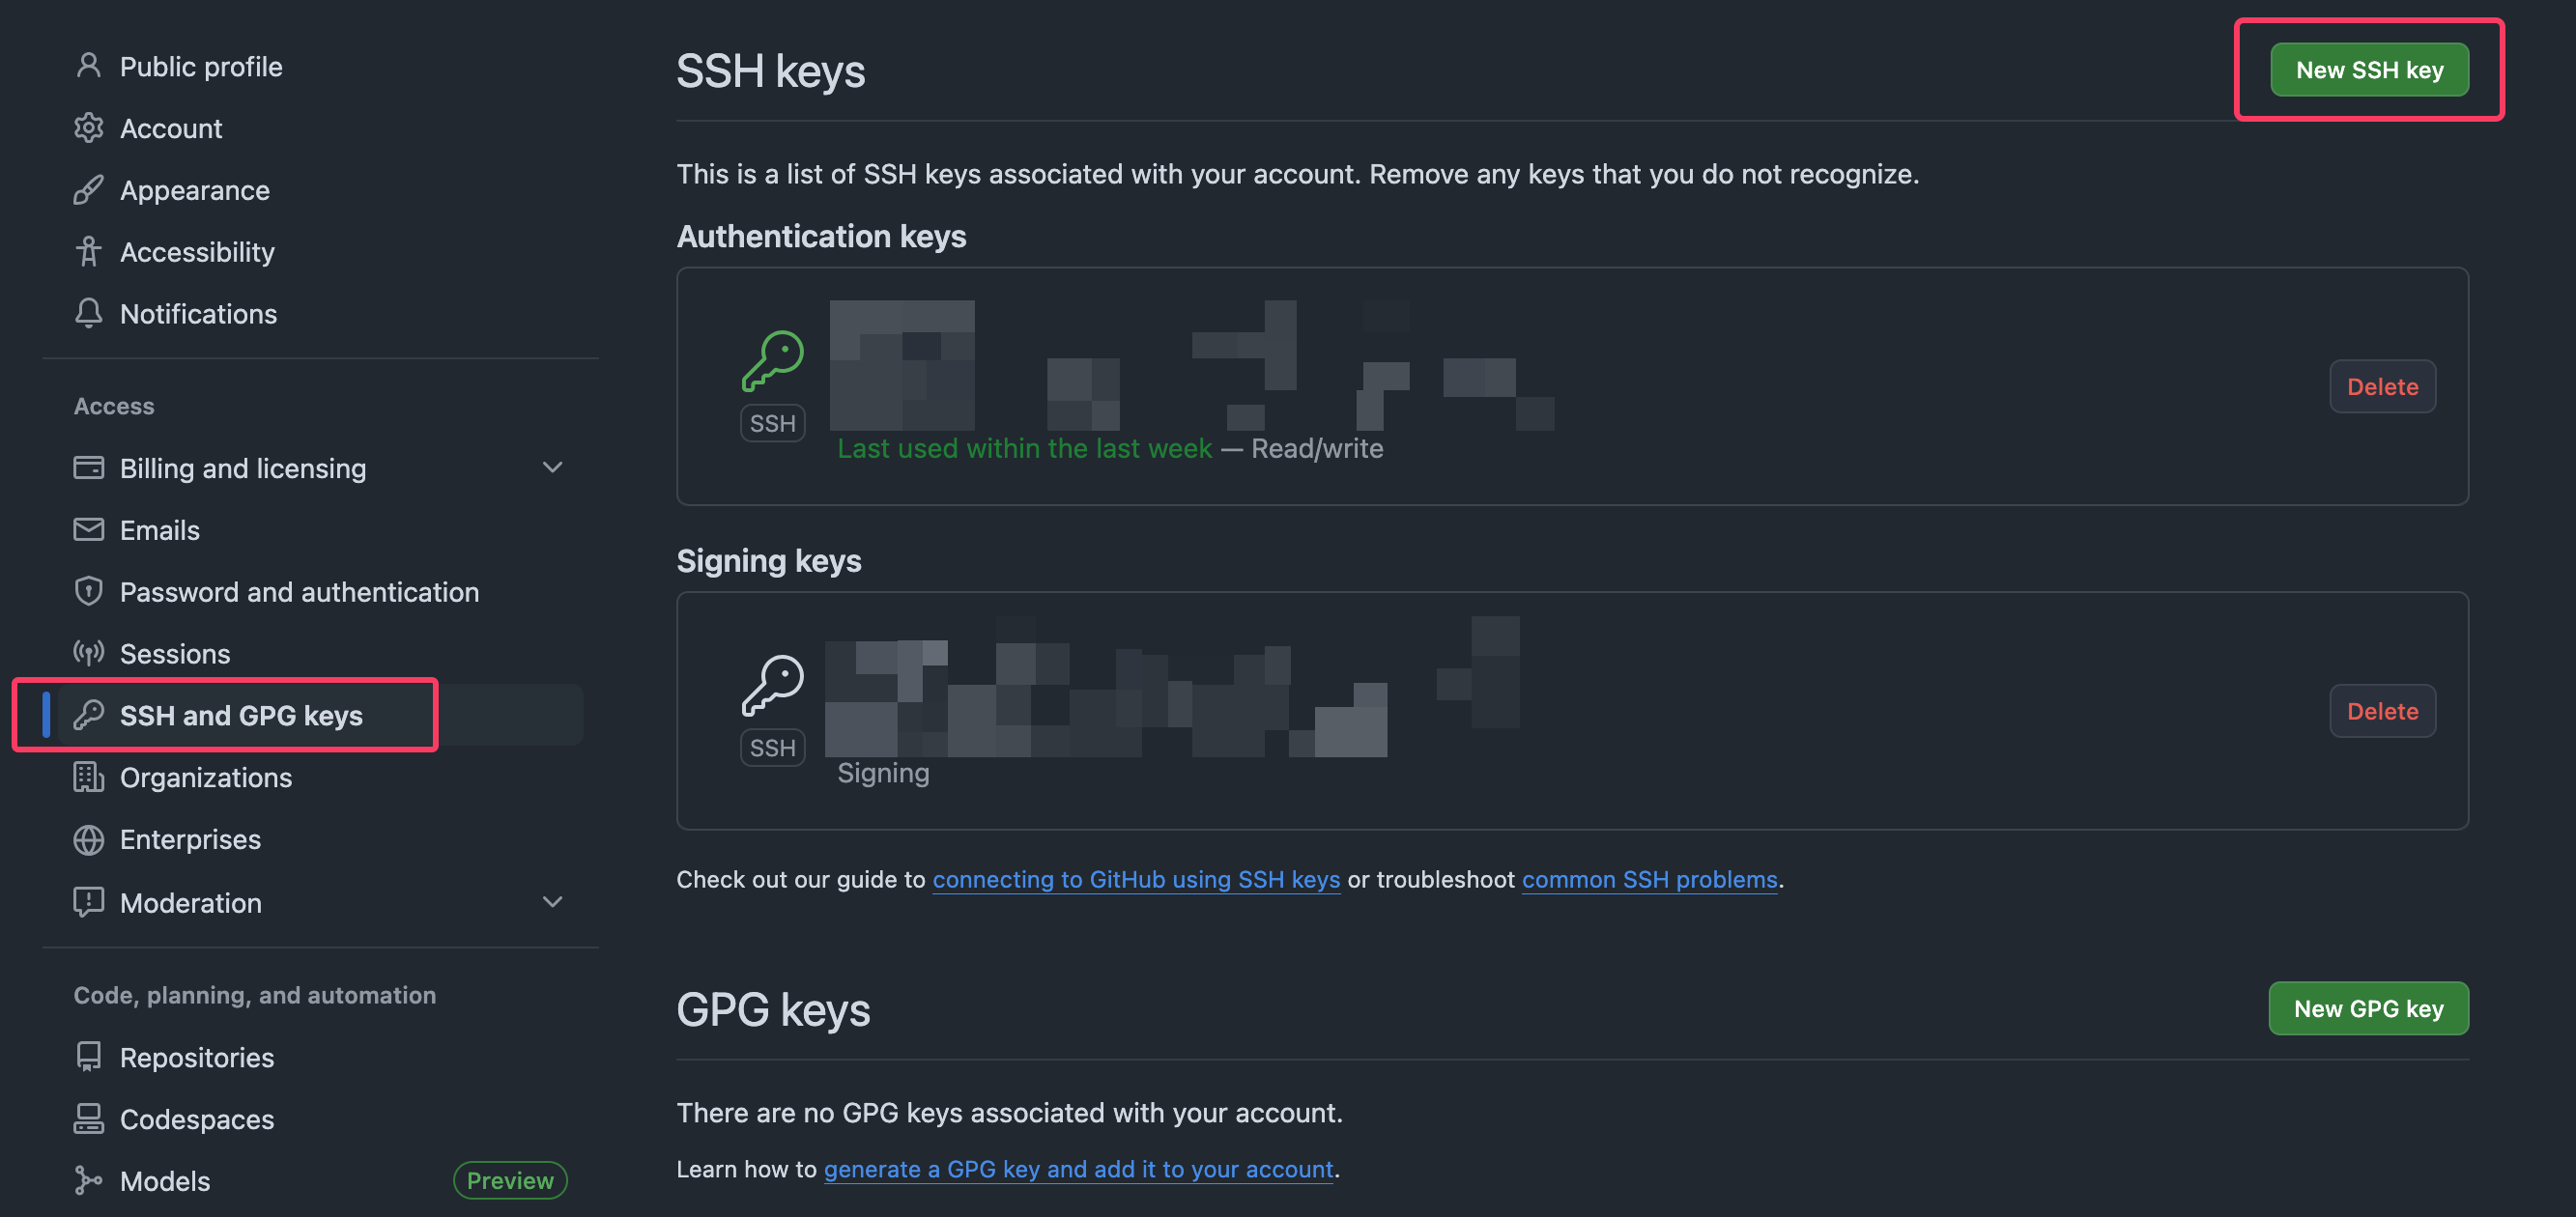 Public profile
Account
Appearance
Accessibility
Notifications
Access
Billing and licensing
Emails
Password and authentication
Sessions
SSH and GPG keys
Organizations
Enterprises
Moderation
Code, planning, and automation
Repositories
Codespaces
Models Preview
SSH keys New SSH key
This is a list of SSH keys associated with your account. Remove any keys that you do not recognize.
Authentication keys
SSH
Last used within the last week — Read/write
Delete
Signing keys
SSH
Signing
Delete
Check out our guide to connecting to GitHub using SSH keys or troubleshoot common SSH problems.
GPG keys New GPG key
There are no GPG keys associated with your account.
Learn how to generate a GPG key and add it to your account.